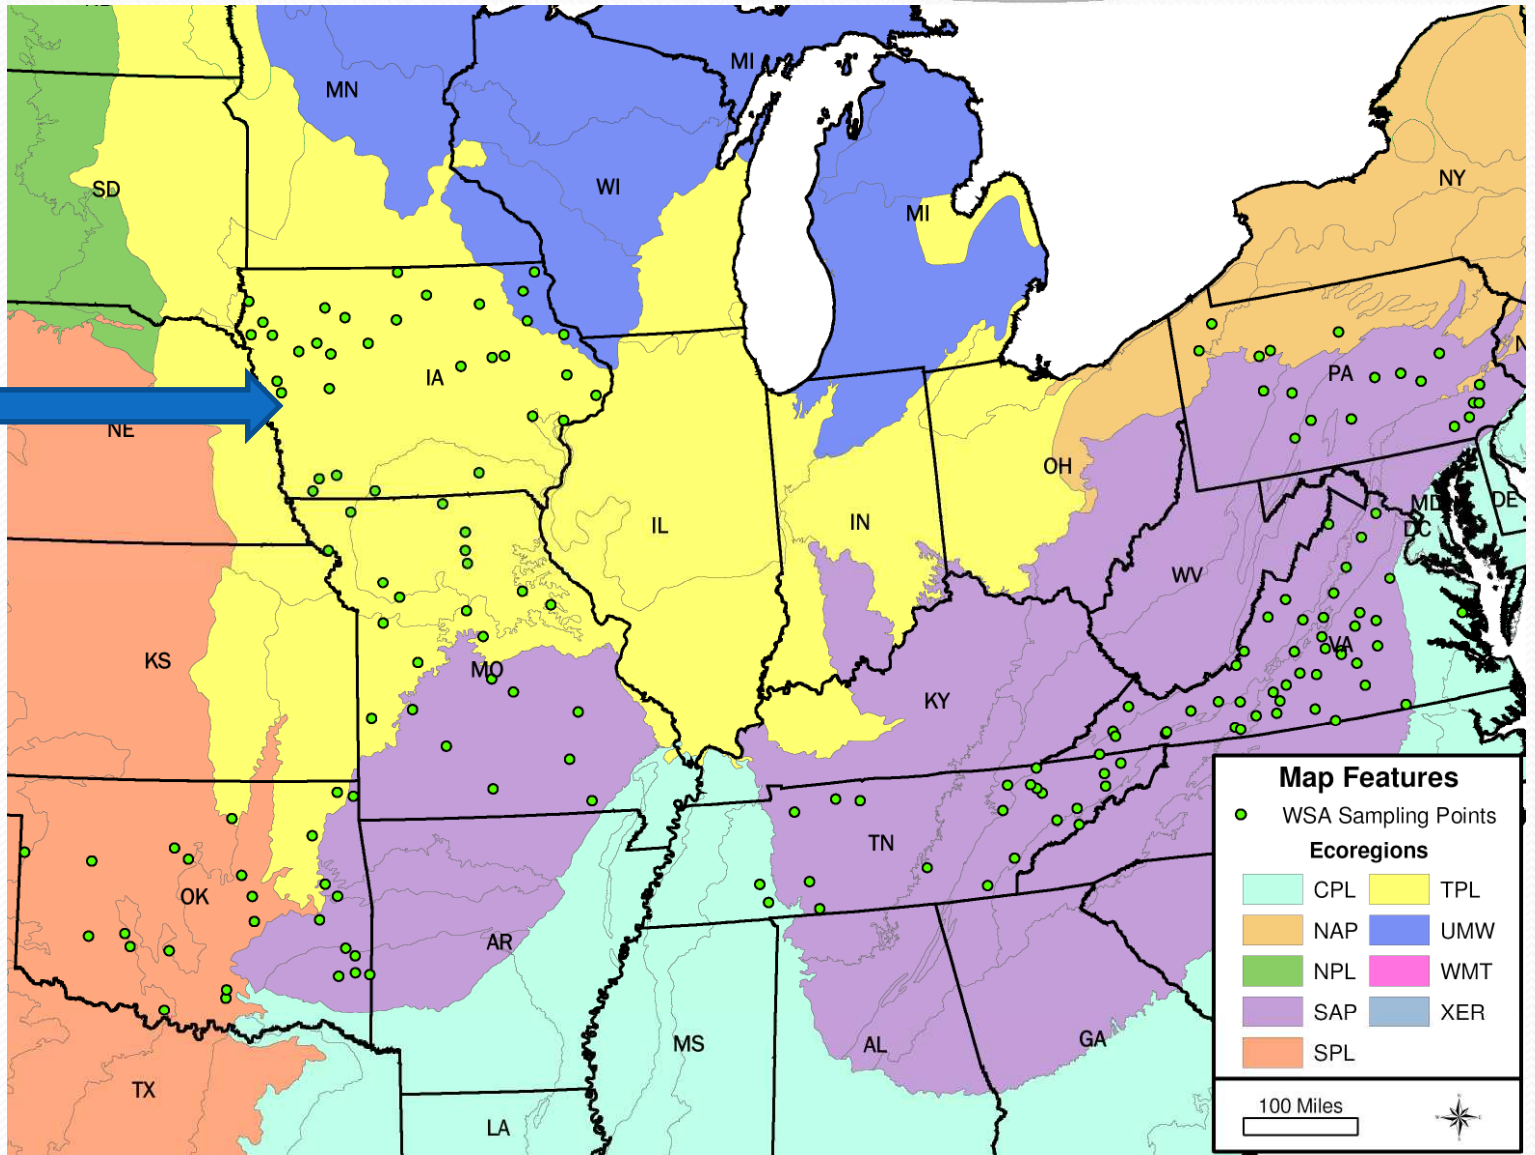 MI
MN
WI
SD
MI
NY
IA
PA
NE
OH
IL
IN
MD
DE
DC
WV
KS
VA
MO
KY
TN
OK
AR
MS
AL
GA
TX
LA
Map Features
WSA Sampling Points
Ecoregions
CPL TPL
NAP UMW
NPL WMT
SAP XER
SPL
100 Miles